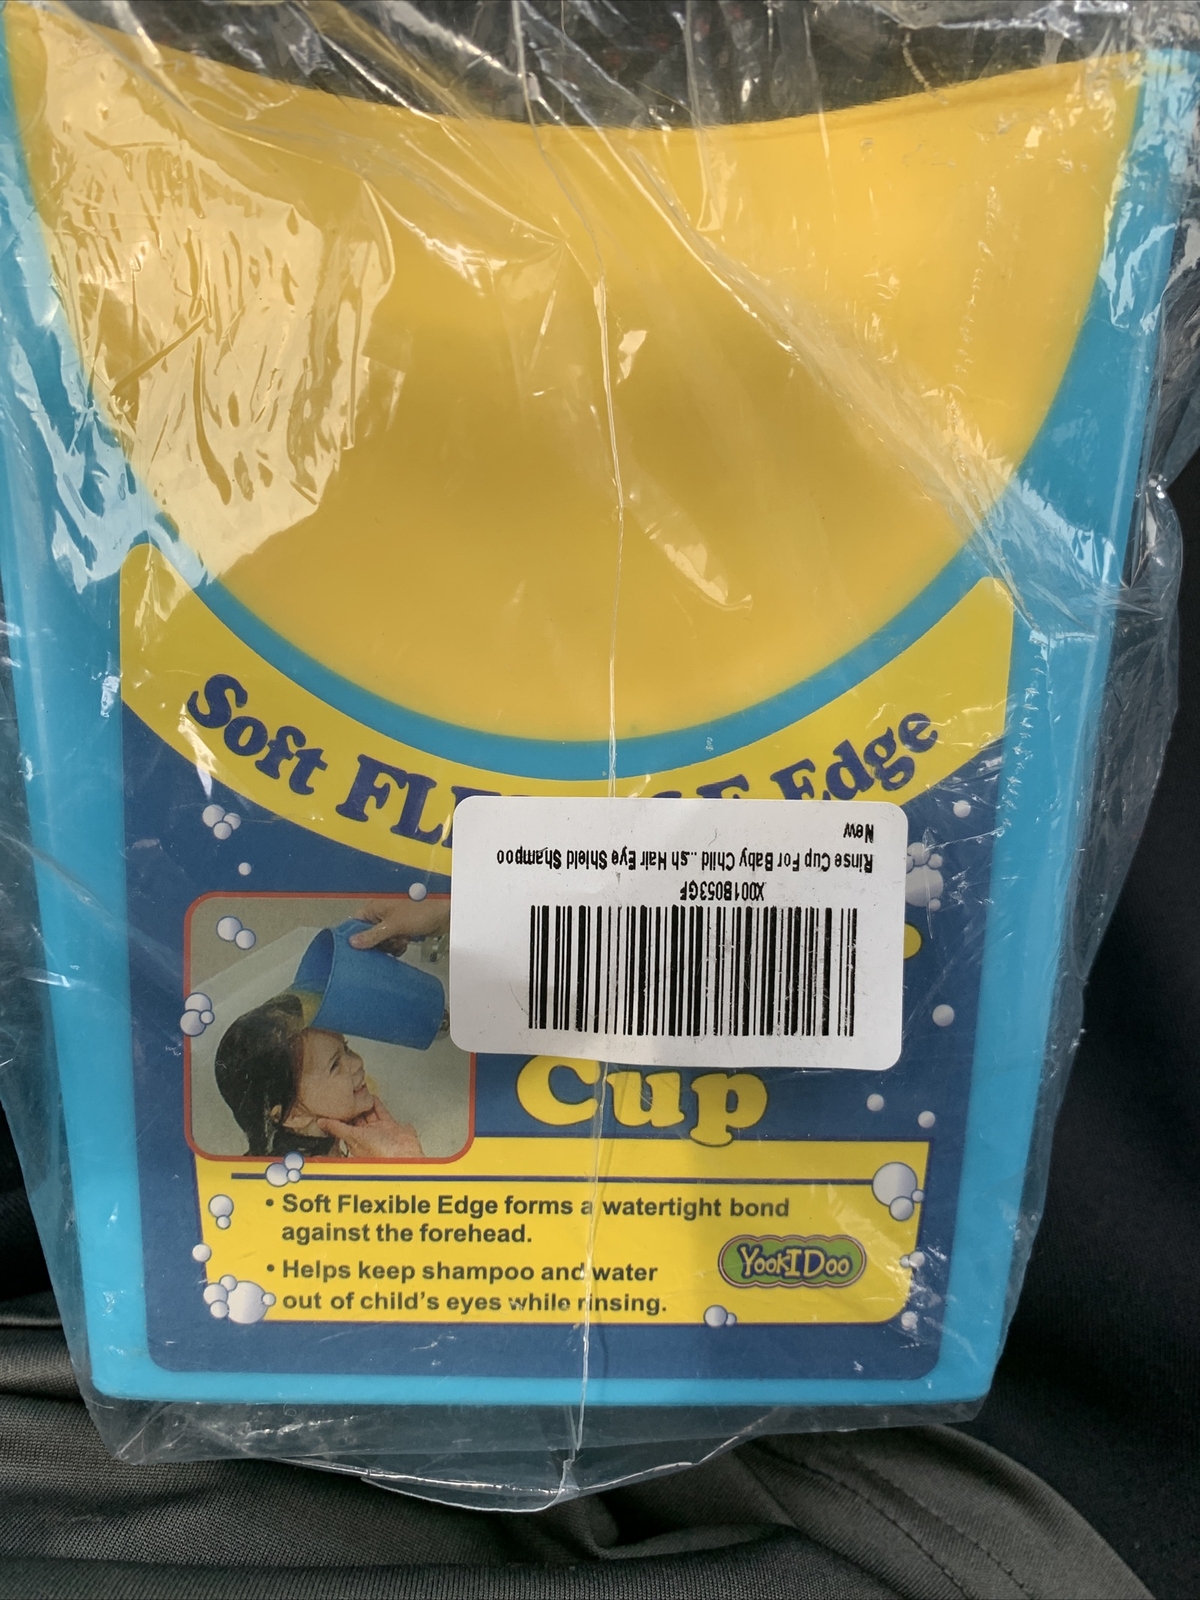 Soft FL
E Edge
New
Rinse Cup For Baby Child...sh Hair Eye Shield Shampoo
X001B053GF
Cup
• Soft Flexible Edge forms a watertight bond
against the forehead.
• Helps keep shampoo and water
out of child's eyes while rinsing.
YOOKIDOO